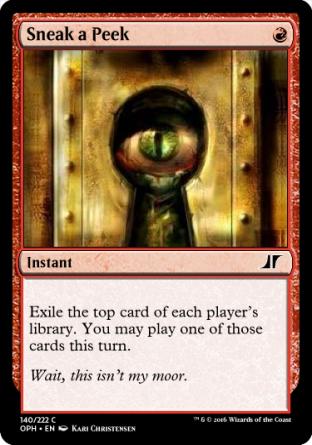 Sneak a Peek
Instant
Exile the top card of each player's
library. You may play one of those
cards this turn.
Wait, this isn't my moor.
140/222 C
OPH • EN Kari Christensen
™ & © 2016 Wizards of the Coast